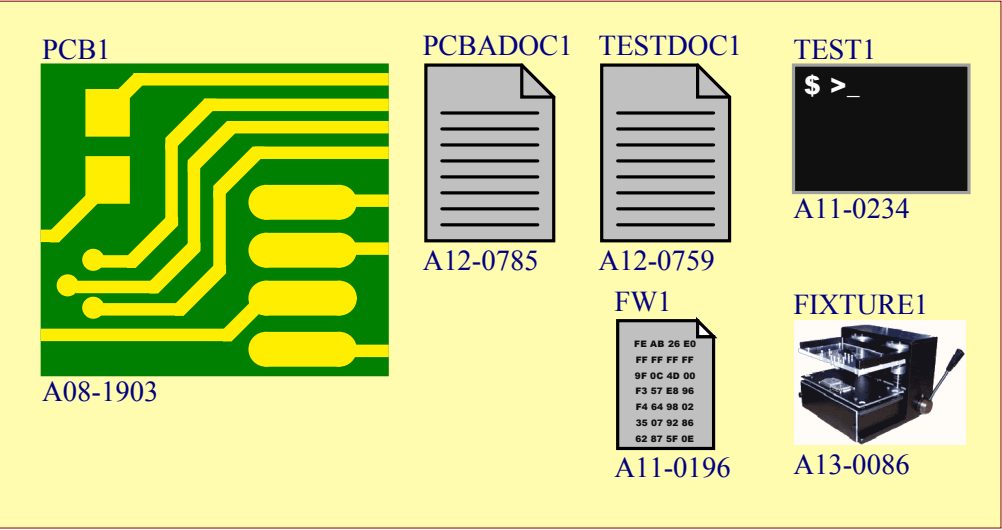 PCB1
A08-1903
PCBADOC1
A12-0785
TESTDOC1
A12-0759
TEST1
$ >_
A11-0234
FW1
FE AB 26 E0
FF FF FF FF
9F 0C 4D 00
F3 57 E8 96
F4 64 98 02
35 07 92 86
62 87 5F 0E
A11-0196
FIXTURE1
A13-0086